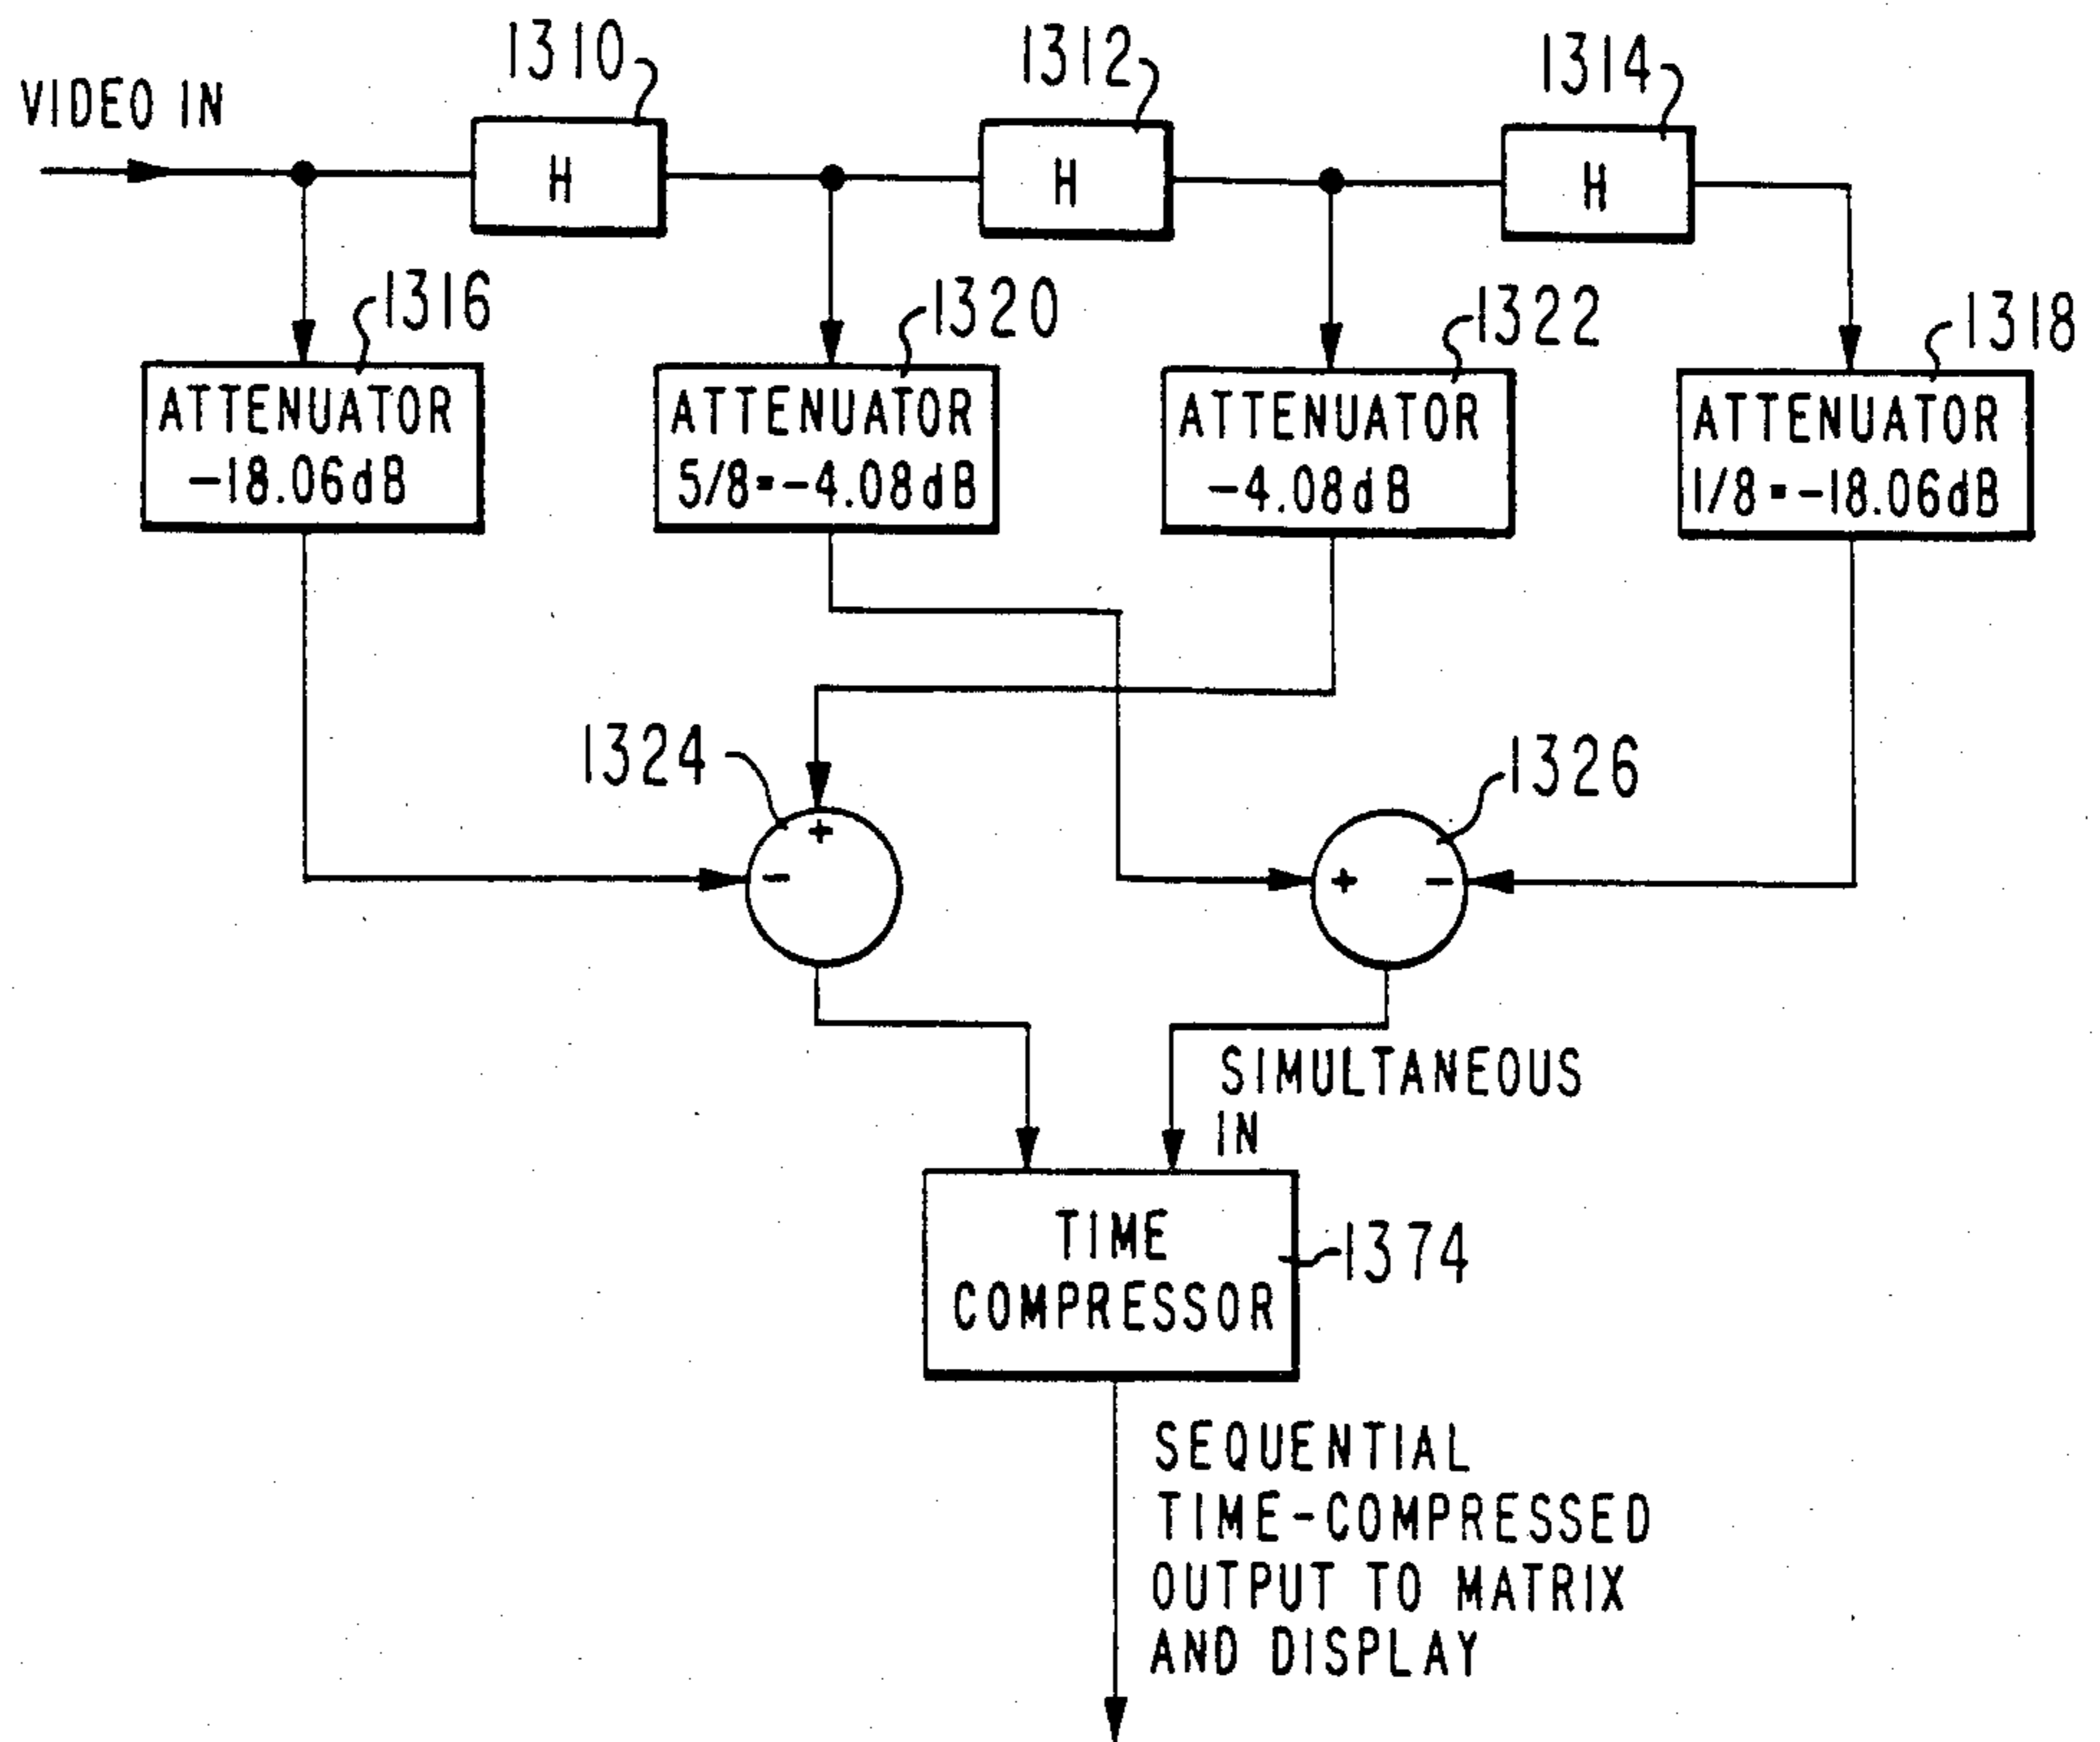 VIDEO IN
1310
1312
1314
H
H
H
1316
1320
1322
1318
ATTENUATOR
-18.06dB
ATTENUATOR
5/8=-4.08dB
ATTENUATOR
-4.08dB
ATTENUATOR
1/8=-18.06dB
1324
1326
+
-
+
-
SIMULTANEOUS
IN
TIME
COMPRESSOR
1374
SEQUENTIAL
TIME-COMPRESSED
OUTPUT TO MATRIX
AND DISPLAY